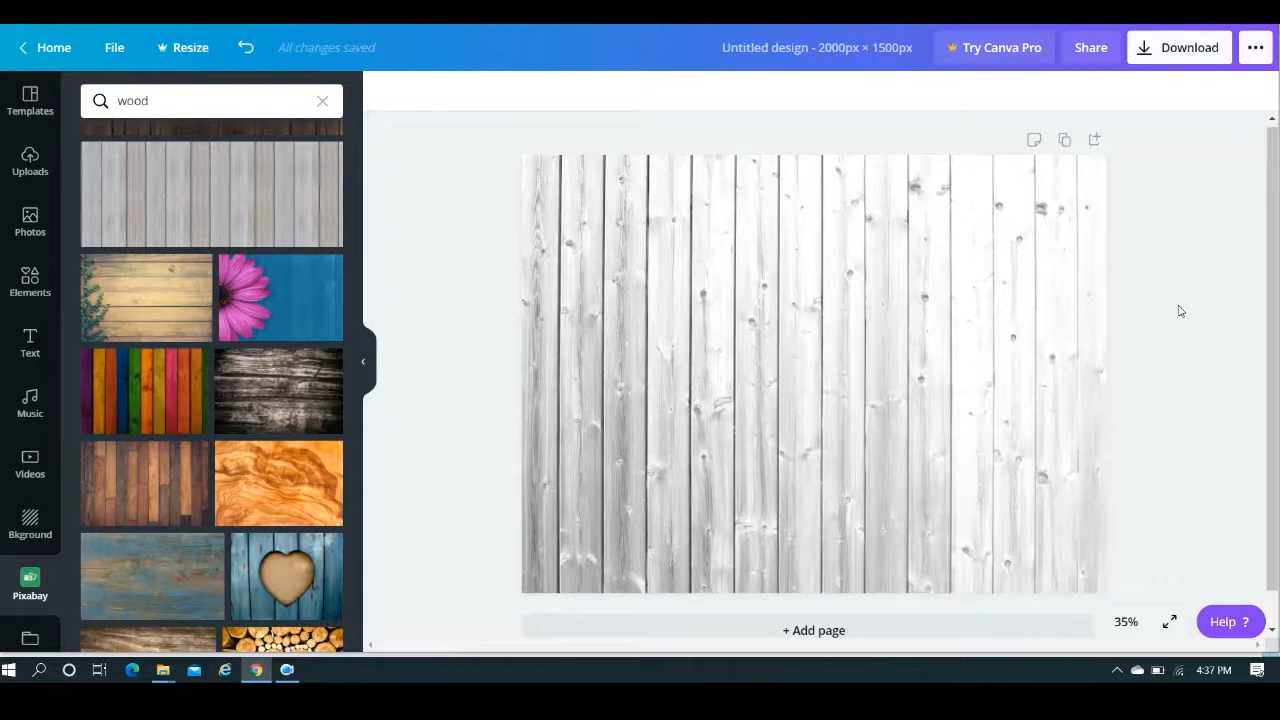 Home
File
Resize
All changes saved
Untitled design - 2000px × 1500px
Try Canva Pro
Share
Download
Templates
Uploads
Photos
Elements
Text
Music
Videos
Bkground
Pixabay
wood
+ Add page
35%
Help ?
4:37 PM